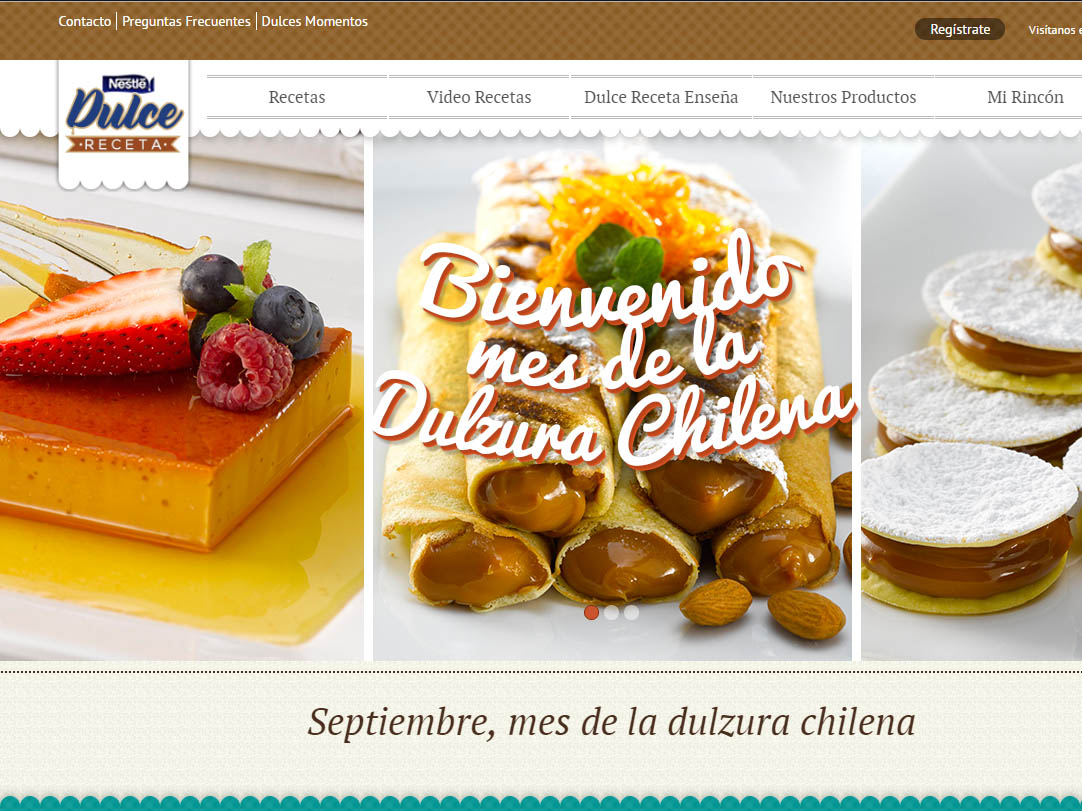 Contacto | Preguntas Frecuentes | Dulces Momentos
Regístrate
Visítanos e
Nestlé
Dulce
RECETA
Recetas
Video Recetas
Dulce Receta Enseña
Nuestros Productos
Mi Rincón
Bienvenido
mes de la
Dulzura Chilena
Septiembre, mes de la dulzura chilena